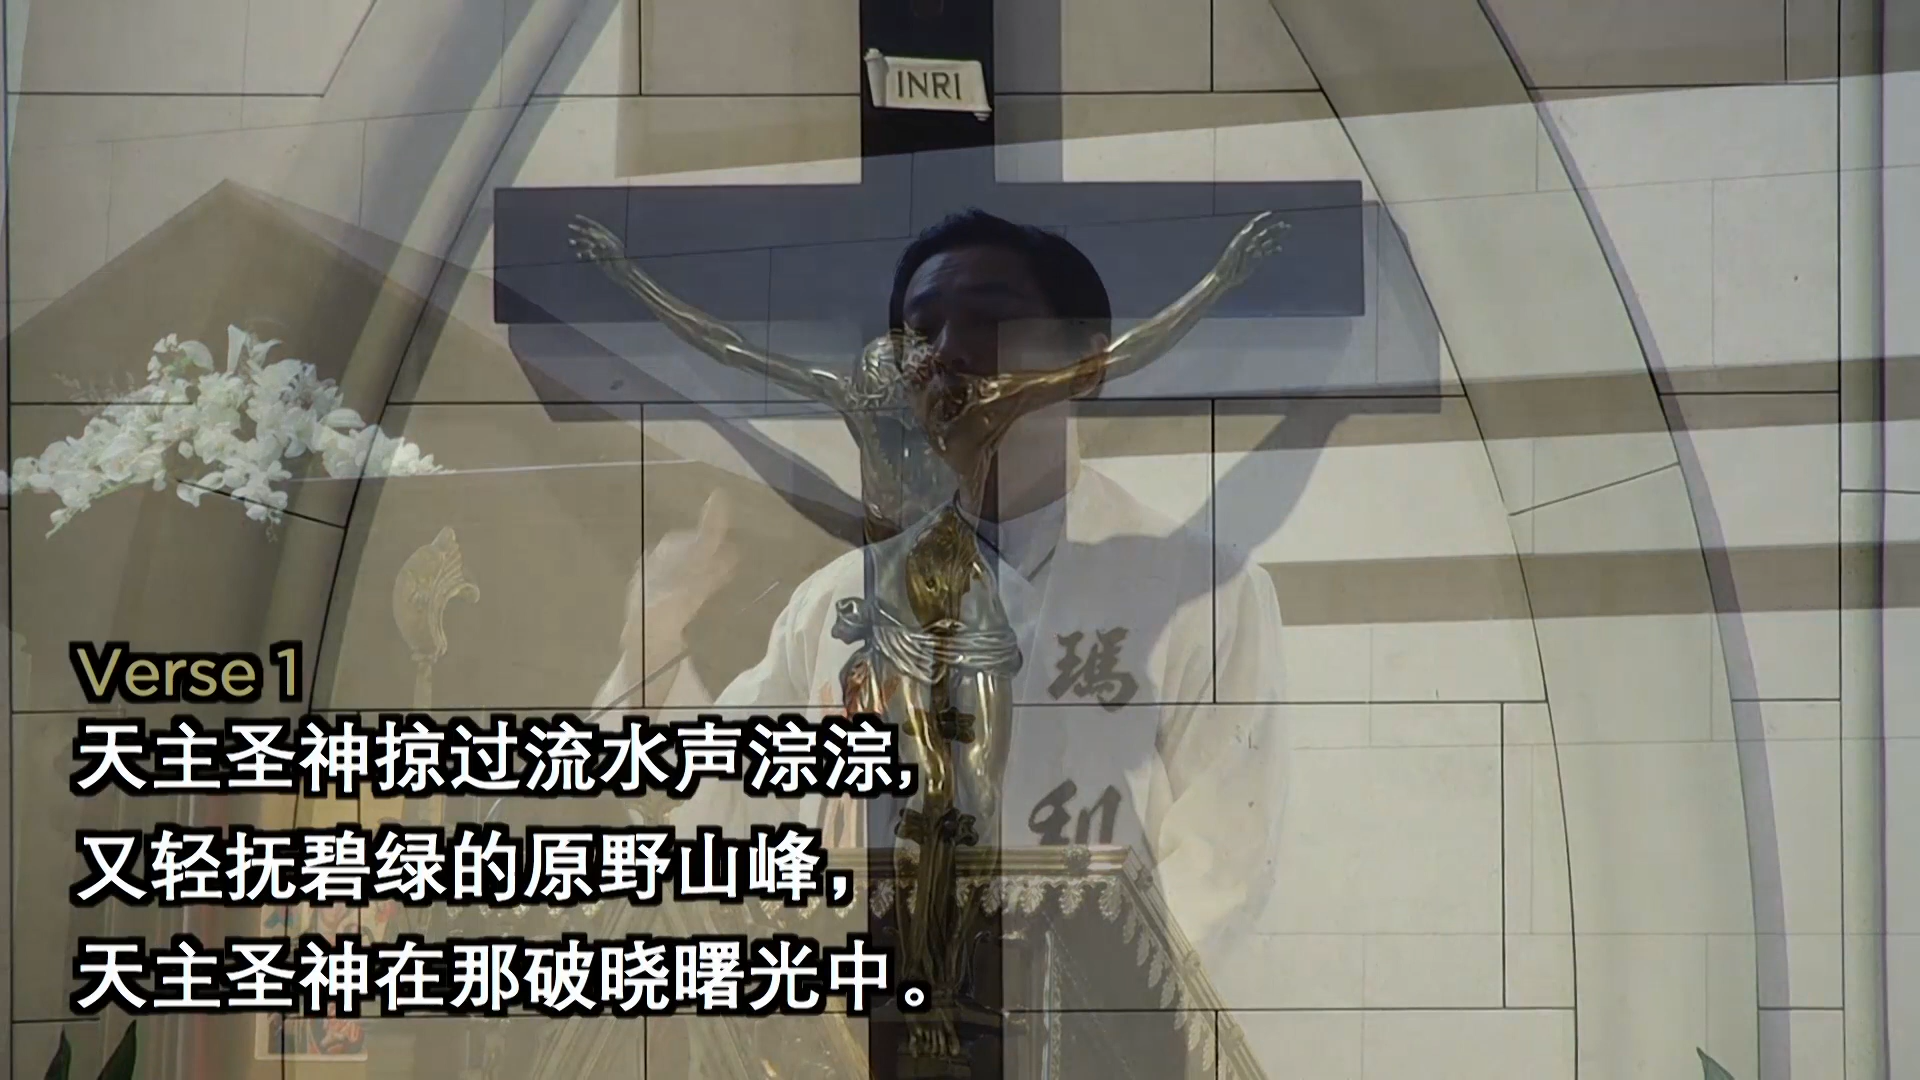 INRI
瑪
利
Verse 1
天主圣神掠过流水声淙淙,
又轻抚碧绿的原野山峰，
天主圣神在那破晓曙光中。